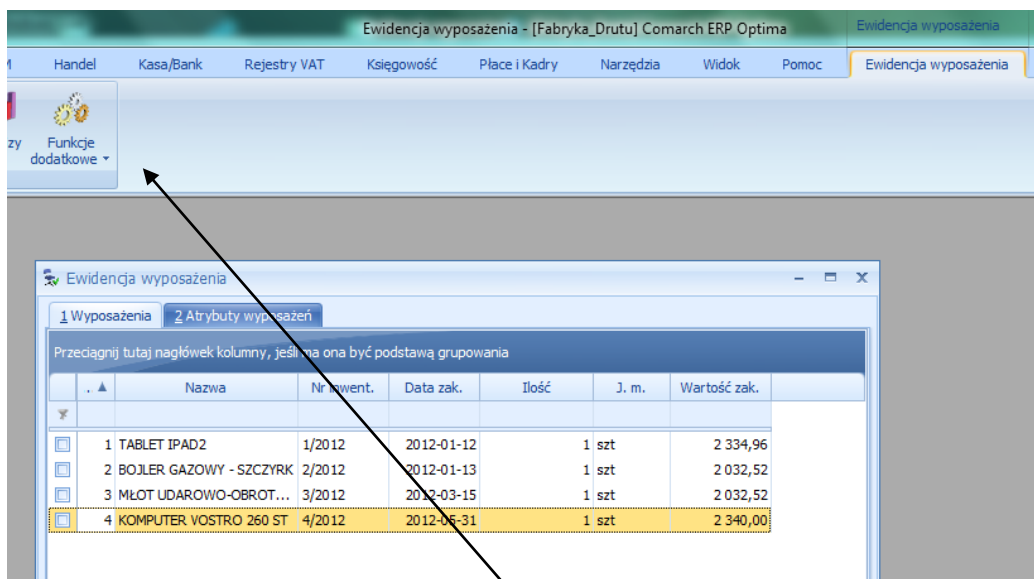 Ewidencja wyposażenia - [Fabryka_Drutu] Comarch ERP Optima Ewidencja wyposażenia
Handel Kasa/Bank Rejestry VAT Księgowość Płace i Kadry Narzędzia Widok Pomoc Ewidencja wyposażenia
zy Funkcje
dodatkowe
Ewidencja wyposażenia
1 Wyposażenia 2 Atrybuty wyposażeń
Przeciągnij tutaj nagłówek kolumny, jeśli ma ona być podstawą grupowania
. Nazwa Nr inwent. Data zak. Ilość J. m. Wartość zak.
1 TABLET IPAD2 1/2012 2012-01-12 1 szt 2 334,96
2 BOJLER GAZOWY - SZCZYRK 2/2012 2012-01-13 1 szt 2 032,52
3 MŁOT UDAROWO-OBROT... 3/2012 2012-03-15 1 szt 2 032,52
4 KOMPUTER VOSTRO 260 ST 4/2012 2012-05-31 1 szt 2 340,00